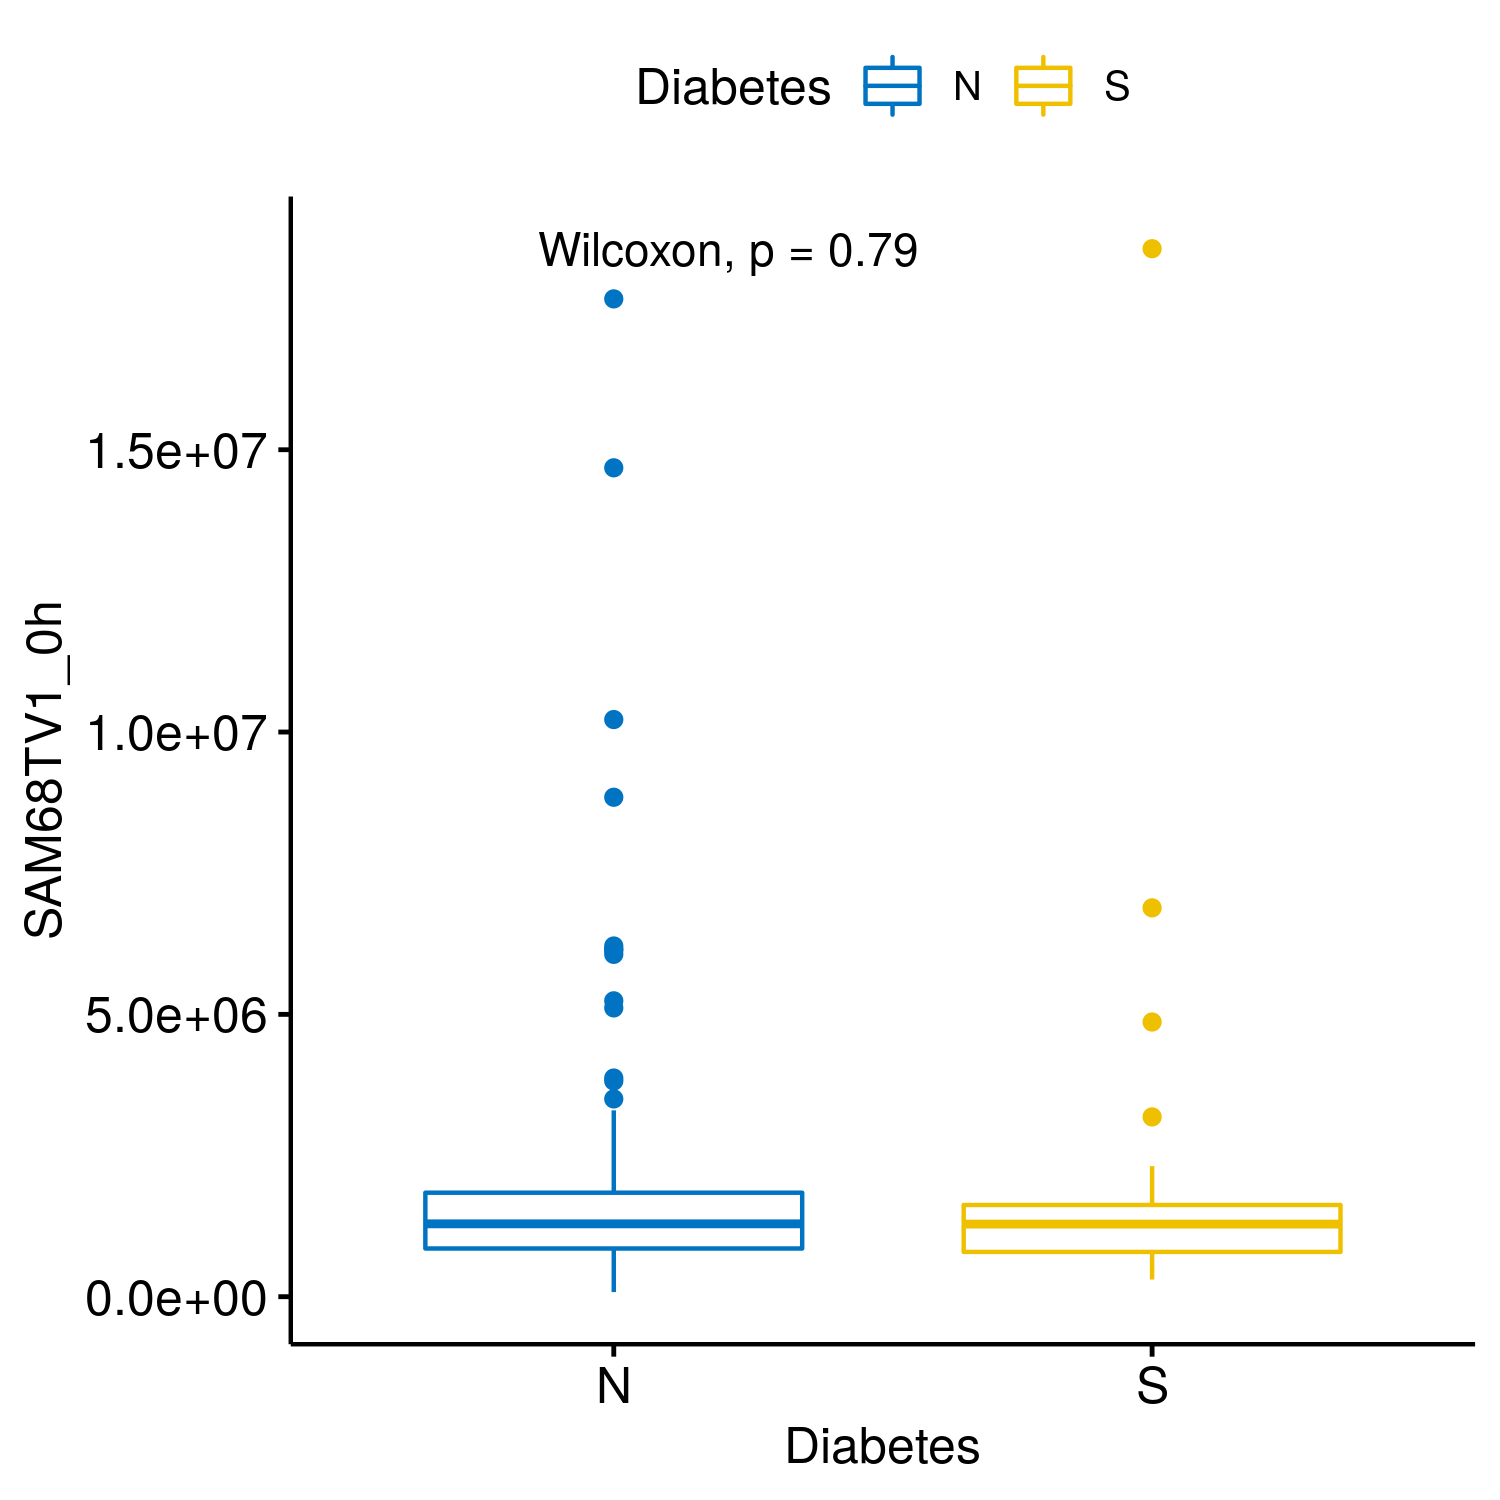 Diabetes N S
Wilcoxon, p = 0.79
1.5e+07
1.0e+07
5.0e+06
0.0e+00
SAM68TV1_0h
N S
Diabetes